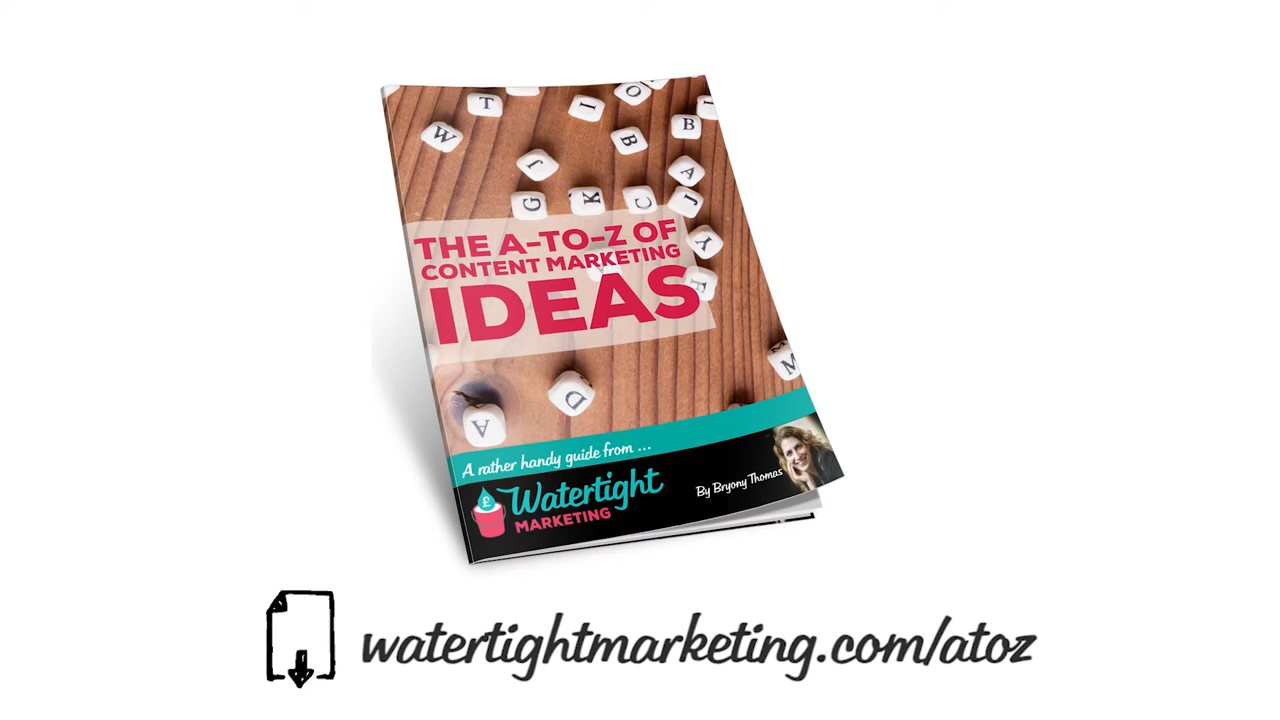 W T I O I
B B
J A
G K C J
Y
THE A-TO-Z OF
CONTENT MARKETING
IDEAS
M
D
A
A rather handy guide from ...
£ Watertight
MARKETING
By Bryony Thomas
watertightmarketing.com/atoz